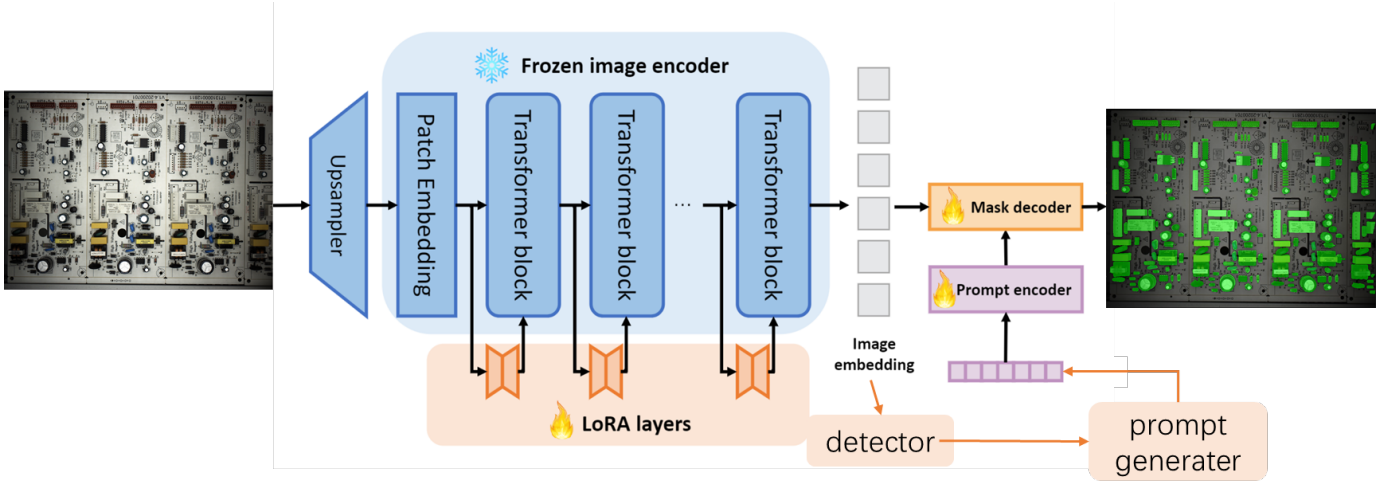 Frozen image encoder
Upsampler
Patch Embedding
Transformer block
Transformer block
...
Transformer block
Mask decoder
Prompt encoder
Image
embedding
LoRA layers
detector
prompt
generater